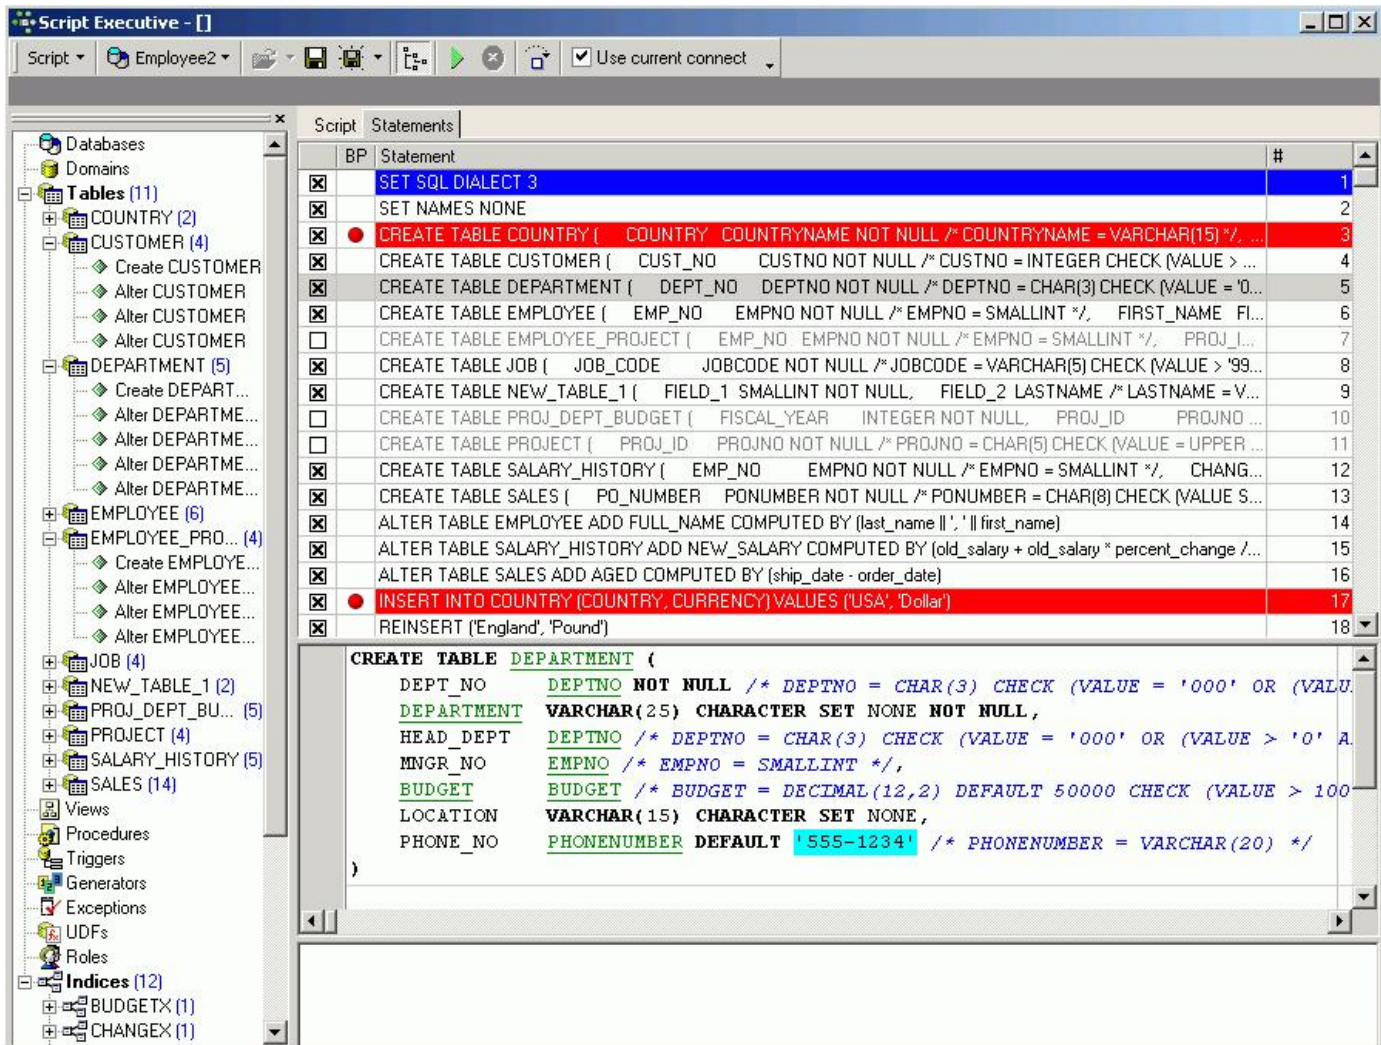 Script Executive - []
Script Employee2 Use current connect
Databases
Domains
Tables (11)
COUNTRY (2)
CUSTOMER (4)
Create CUSTOMER
Alter CUSTOMER
Alter CUSTOMER
Alter CUSTOMER
DEPARTMENT (5)
Create DEPART...
Alter DEPARTME...
Alter DEPARTME...
Alter DEPARTME...
Alter DEPARTME...
EMPLOYEE (6)
EMPLOYEE_PRO... (4)
Create EMPLOYE...
Alter EMPLOYEE...
Alter EMPLOYEE...
Alter EMPLOYEE...
JOB (4)
NEW_TABLE_1 (2)
PROJ_DEPT_BU... (5)
PROJECT (4)
SALARY_HISTORY (5)
SALES (14)
Views
Procedures
Triggers
Generators
Exceptions
UDFs
Roles
Indices (12)
BUDGETX (1)
CHANGEX (1)
Script Statements
BP Statement #
SET SQL DIALECT 3 1
SET NAMES NONE 2
CREATE TABLE COUNTRY ( COUNTRY COUNTRYNAME NOT NULL /* COUNTRYNAME = VARCHAR(15) */, ... 3
CREATE TABLE CUSTOMER ( CUST_NO CUSTNO NOT NULL /* CUSTNO = INTEGER CHECK (VALUE > ... 4
CREATE TABLE DEPARTMENT ( DEPT_NO DEPTNO NOT NULL /* DEPTNO = CHAR(3) CHECK (VALUE = '0... 5
CREATE TABLE EMPLOYEE ( EMP_NO EMPNO NOT NULL /* EMPNO = SMALLINT */, FIRST_NAME FI... 6
CREATE TABLE EMPLOYEE_PROJECT ( EMP_NO EMPNO NOT NULL /* EMPNO = SMALLINT */, PROJ_I... 7
CREATE TABLE JOB ( JOB_CODE JOBCODE NOT NULL /* JOBCODE = VARCHAR(5) CHECK (VALUE > '99... 8
CREATE TABLE NEW_TABLE_1 ( FIELD_1 SMALLINT NOT NULL, FIELD_2 LASTNAME /* LASTNAME = V... 9
CREATE TABLE PROJ_DEPT_BUDGET ( FISCAL_YEAR INTEGER NOT NULL, PROJ_ID PROJNO ... 10
CREATE TABLE PROJECT ( PROJ_ID PROJNO NOT NULL /* PROJNO = CHAR(5) CHECK (VALUE = UPPER ... 11
CREATE TABLE SALARY_HISTORY ( EMP_NO EMPNO NOT NULL /* EMPNO = SMALLINT */, CHANG... 12
CREATE TABLE SALES ( PO_NUMBER PONUMBER NOT NULL /* PONUMBER = CHAR(8) CHECK (VALUE S... 13
ALTER TABLE EMPLOYEE ADD FULL_NAME COMPUTED BY (last_name || ', ' || first_name) 14
ALTER TABLE SALARY_HISTORY ADD NEW_SALARY COMPUTED BY (old_salary + old_salary * percent_change /... 15
ALTER TABLE SALES ADD AGED COMPUTED BY (ship_date - order_date) 16
INSERT INTO COUNTRY (COUNTRY, CURRENCY) VALUES ('USA', 'Dollar') 17
REINSERT ('England', 'Pound') 18
CREATE TABLE DEPARTMENT (
DEPT_NO DEPTNO NOT NULL /* DEPTNO = CHAR(3) CHECK (VALUE = '000' OR (VALU
DEPARTMENT VARCHAR(25) CHARACTER SET NONE NOT NULL,
HEAD_DEPT DEPTNO /* DEPTNO = CHAR(3) CHECK (VALUE = '000' OR (VALUE > '0' A
MNGR_NO EMPNO /* EMPNO = SMALLINT */,
BUDGET BUDGET /* BUDGET = DECIMAL(12,2) DEFAULT 50000 CHECK (VALUE > 100
LOCATION VARCHAR(15) CHARACTER SET NONE,
PHONE_NO PHONENUMBER DEFAULT '555-1234' /* PHONENUMBER = VARCHAR(20) */
)